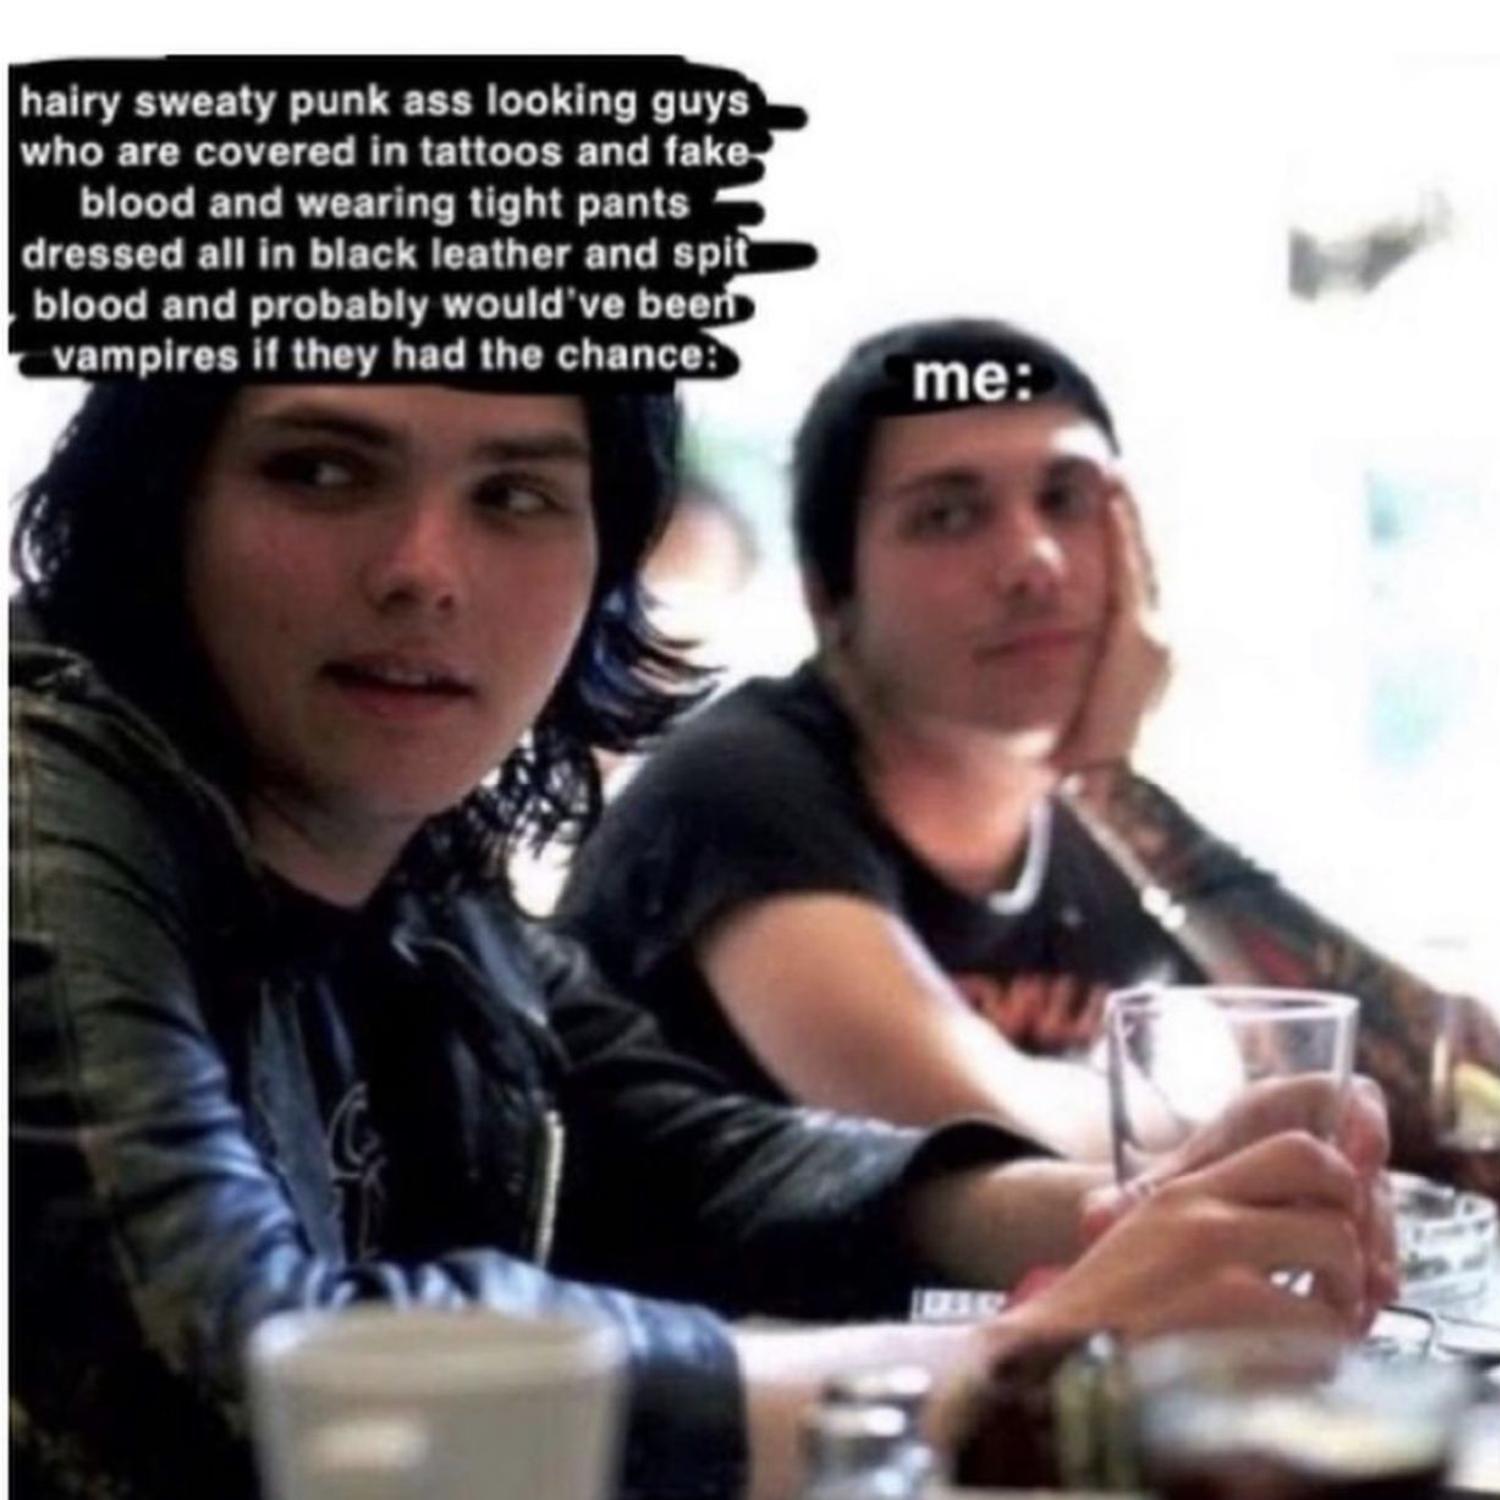 hairy sweaty punk ass looking guys
who are covered in tattoos and fake
blood and wearing tight pants
dressed all in black leather and spit
blood and probably would've been
vampires if they had the chance:
me: